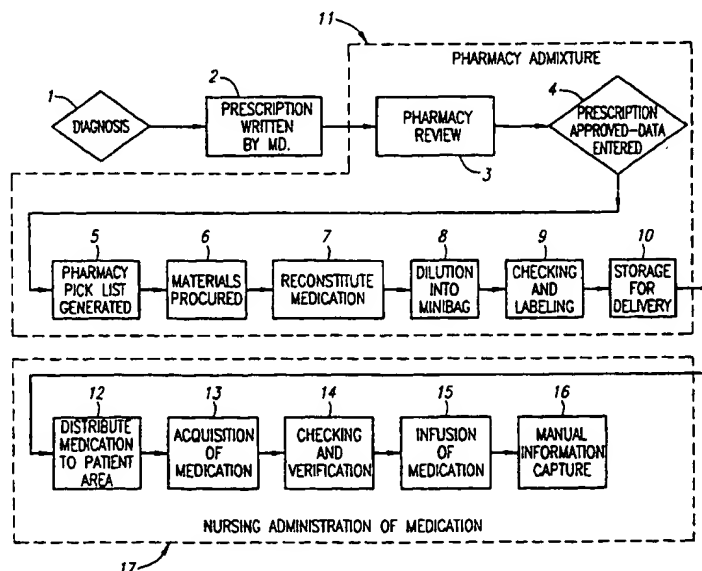 11
PHARMACY ADMIXTURE
1
DIAGNOSIS
2
PRESCRIPTION
WRITTEN
BY MD.
PHARMACY
REVIEW
3
4
PRESCRIPTION
APPROVED-DATA
ENTERED
5
PHARMACY
PICK LIST
GENERATED
6
MATERIALS
PROCURED
7
RECONSTITUTE
MEDICATION
8
DILUTION
INTO
MINIBAG
9
CHECKING
AND
LABELING
10
STORAGE
FOR
DELIVERY
12
DISTRIBUTE
MEDICATION
TO PATIENT
AREA
13
ACQUISITION
OF
MEDICATION
14
CHECKING
AND
VERIFICATION
15
INFUSION
OF
MEDICATION
16
MANUAL
INFORMATION
CAPTURE
NURSING ADMINISTRATION OF MEDICATION
17